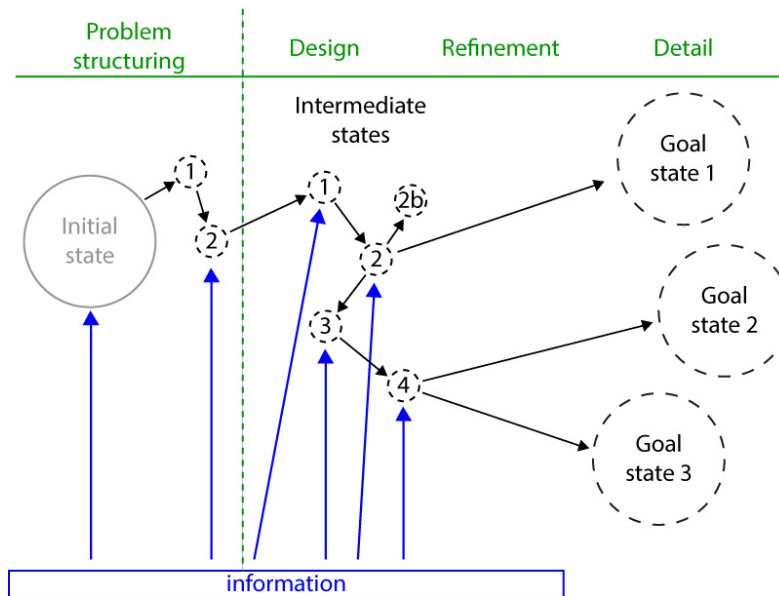 Problem
structuring
Design
Refinement
Detail
Intermediate
states
Goal
state 1
1
1
2b
Initial
state
2
2
Goal
state 2
3
4
Goal
state 3
information